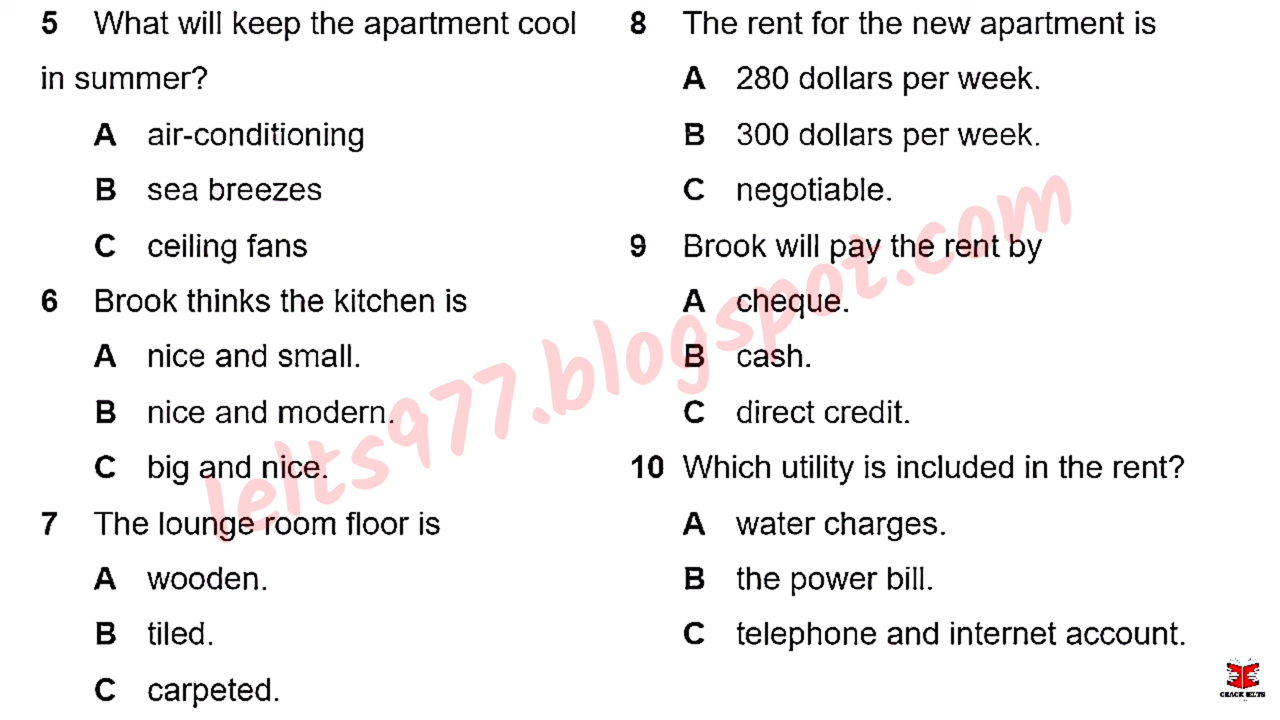 5 What will keep the apartment cool
in summer?
A air-conditioning
B sea breezes
C ceiling fans
6 Brook thinks the kitchen is
A nice and small.
B nice and modern.
C big and nice.
7 The lounge room floor is
A wooden.
B tiled.
C carpeted.
8 The rent for the new apartment is
A 280 dollars per week.
B 300 dollars per week.
C negotiable.
9 Brook will pay the rent by
A cheque.
B cash.
C direct credit.
10 Which utility is included in the rent?
A water charges.
B the power bill.
C telephone and internet account.
Ielts977.blogspot.com
CRACK IELTS